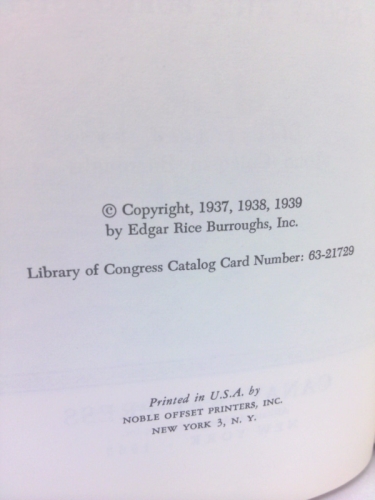 © Copyright, 1937, 1938, 1939
by Edgar Rice Burroughs, Inc.
Library of Congress Catalog Card Number: 63-21729
Printed in U.S.A. by
NOBLE OFFSET PRINTERS, INC.
NEW YORK 3, N. Y.